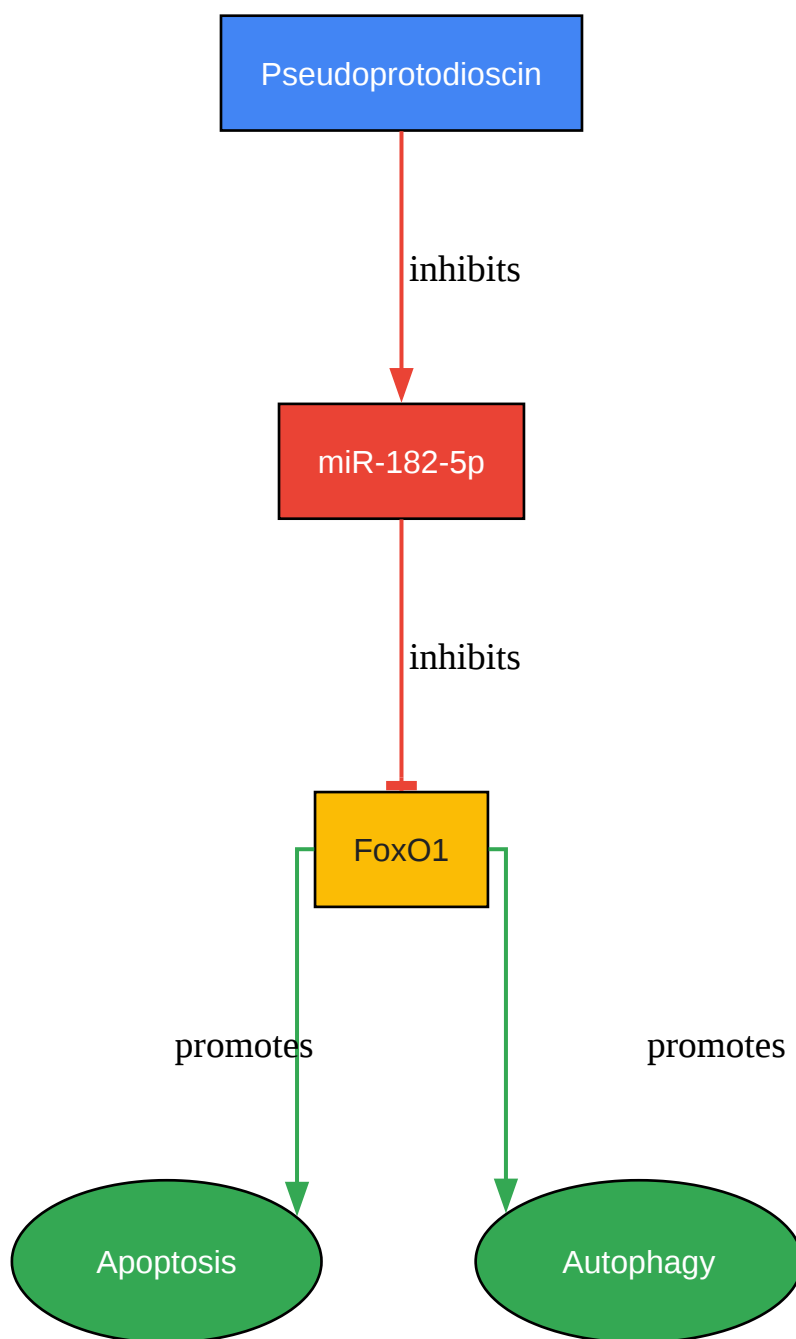 Pseudoprotodioscin
inhibits
miR-182-5p
inhibits
FoxO1
promotes
promotes
Apoptosis
Autophagy